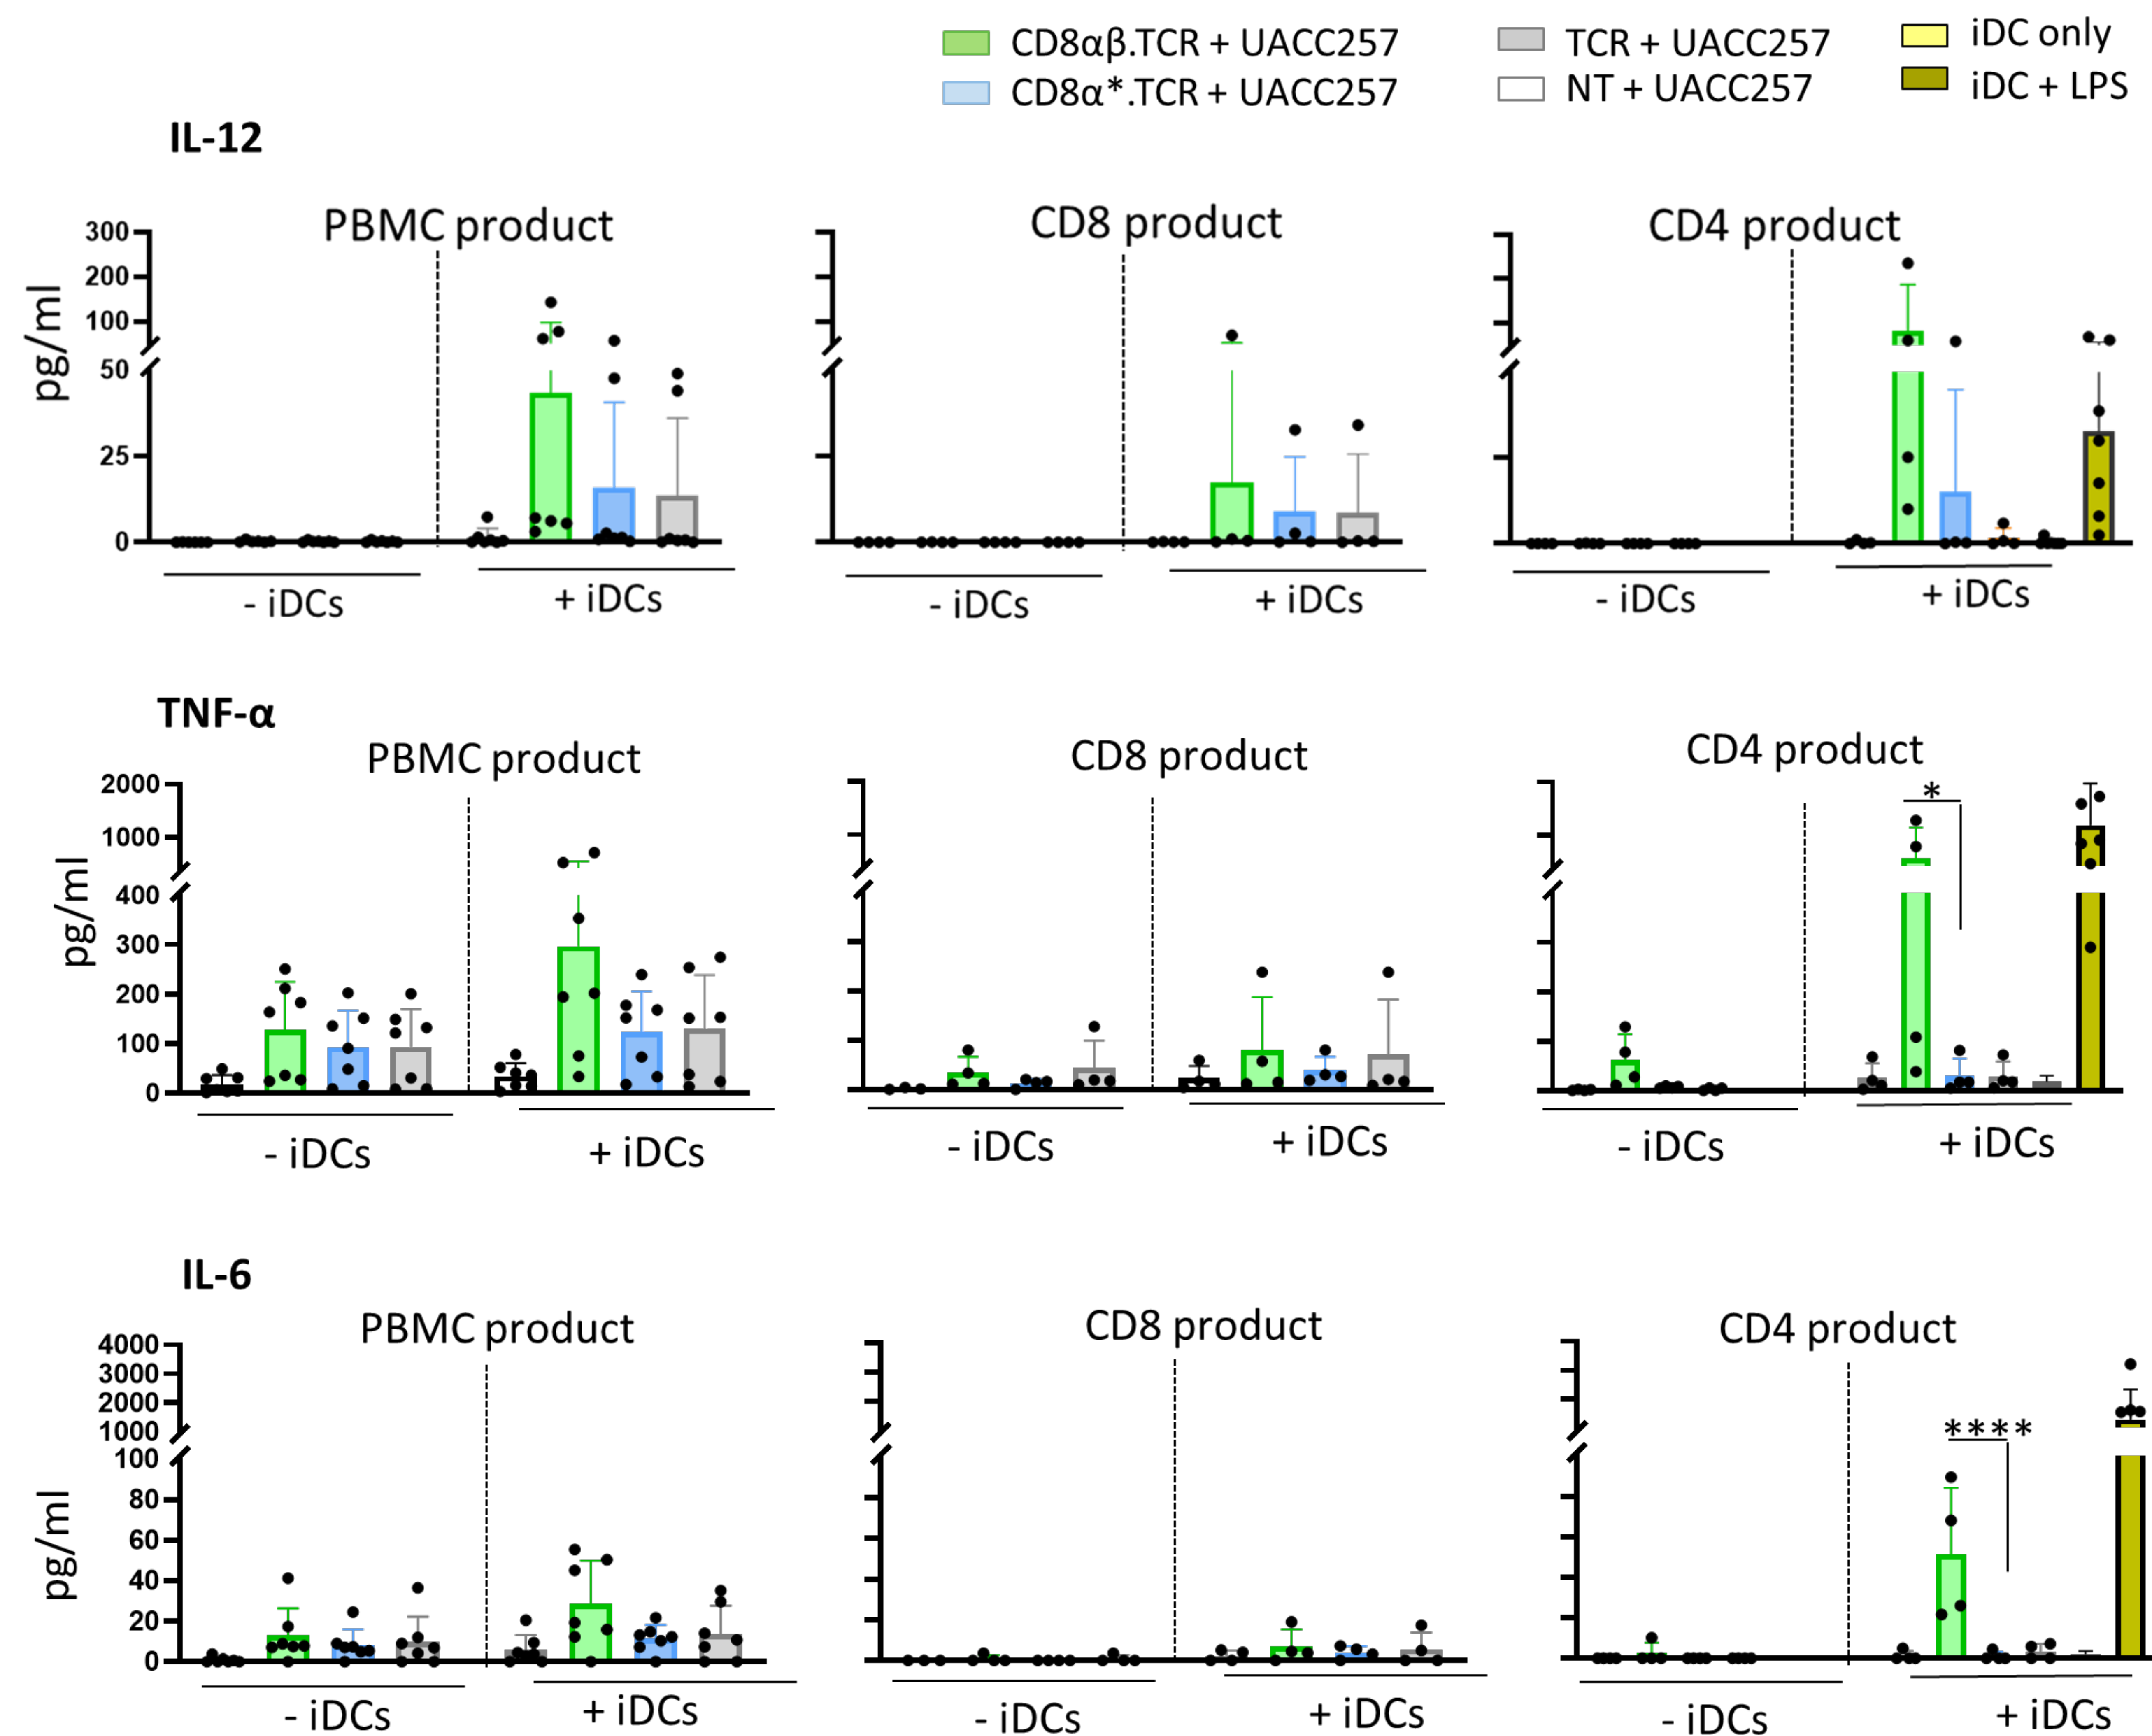 CD8αβ.TCR + UACC257
TCR + UACC257
iDC only
CD8α*.TCR + UACC257
NT + UACC257
iDC + LPS
IL-12
PBMC product
CD8 product
CD4 product
pg/ml
300
200
100
50
25
0
- iDCs
+ iDCs
- iDCs
+ iDCs
- iDCs
+ iDCs
TNF-α
PBMC product
CD8 product
CD4 product
pg/ml
2000
1000
400
300
200
100
0
*
- iDCs
+ iDCs
- iDCs
+ iDCs
- iDCs
+ iDCs
IL-6
PBMC product
CD8 product
CD4 product
pg/ml
4000
3000
2000
1000
100
80
60
40
20
0
****
- iDCs
+ iDCs
- iDCs
+ iDCs
- iDCs
+ iDCs